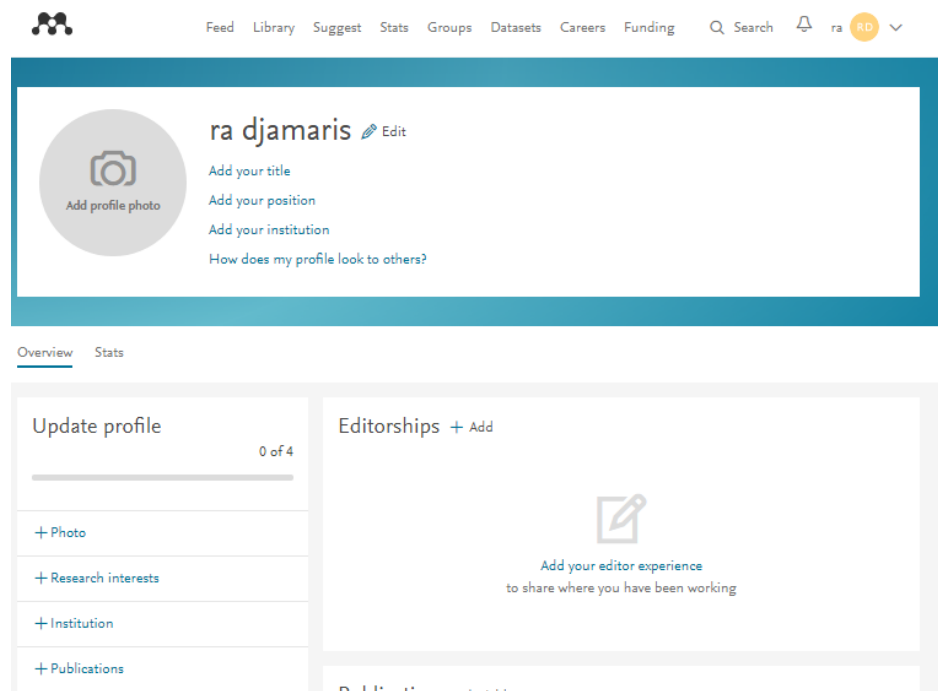 Feed Library Suggest Stats Groups Datasets Careers Funding Search ra RD
ra djamaris Edit
Add your title
Add profile photo
Add your position
Add your institution
How does my profile look to others?
Overview Stats
Update profile
0 of 4
+ Photo
+ Research interests
+ Institution
+ Publications
Editorships + Add
Add your editor experience
to share where you have been working